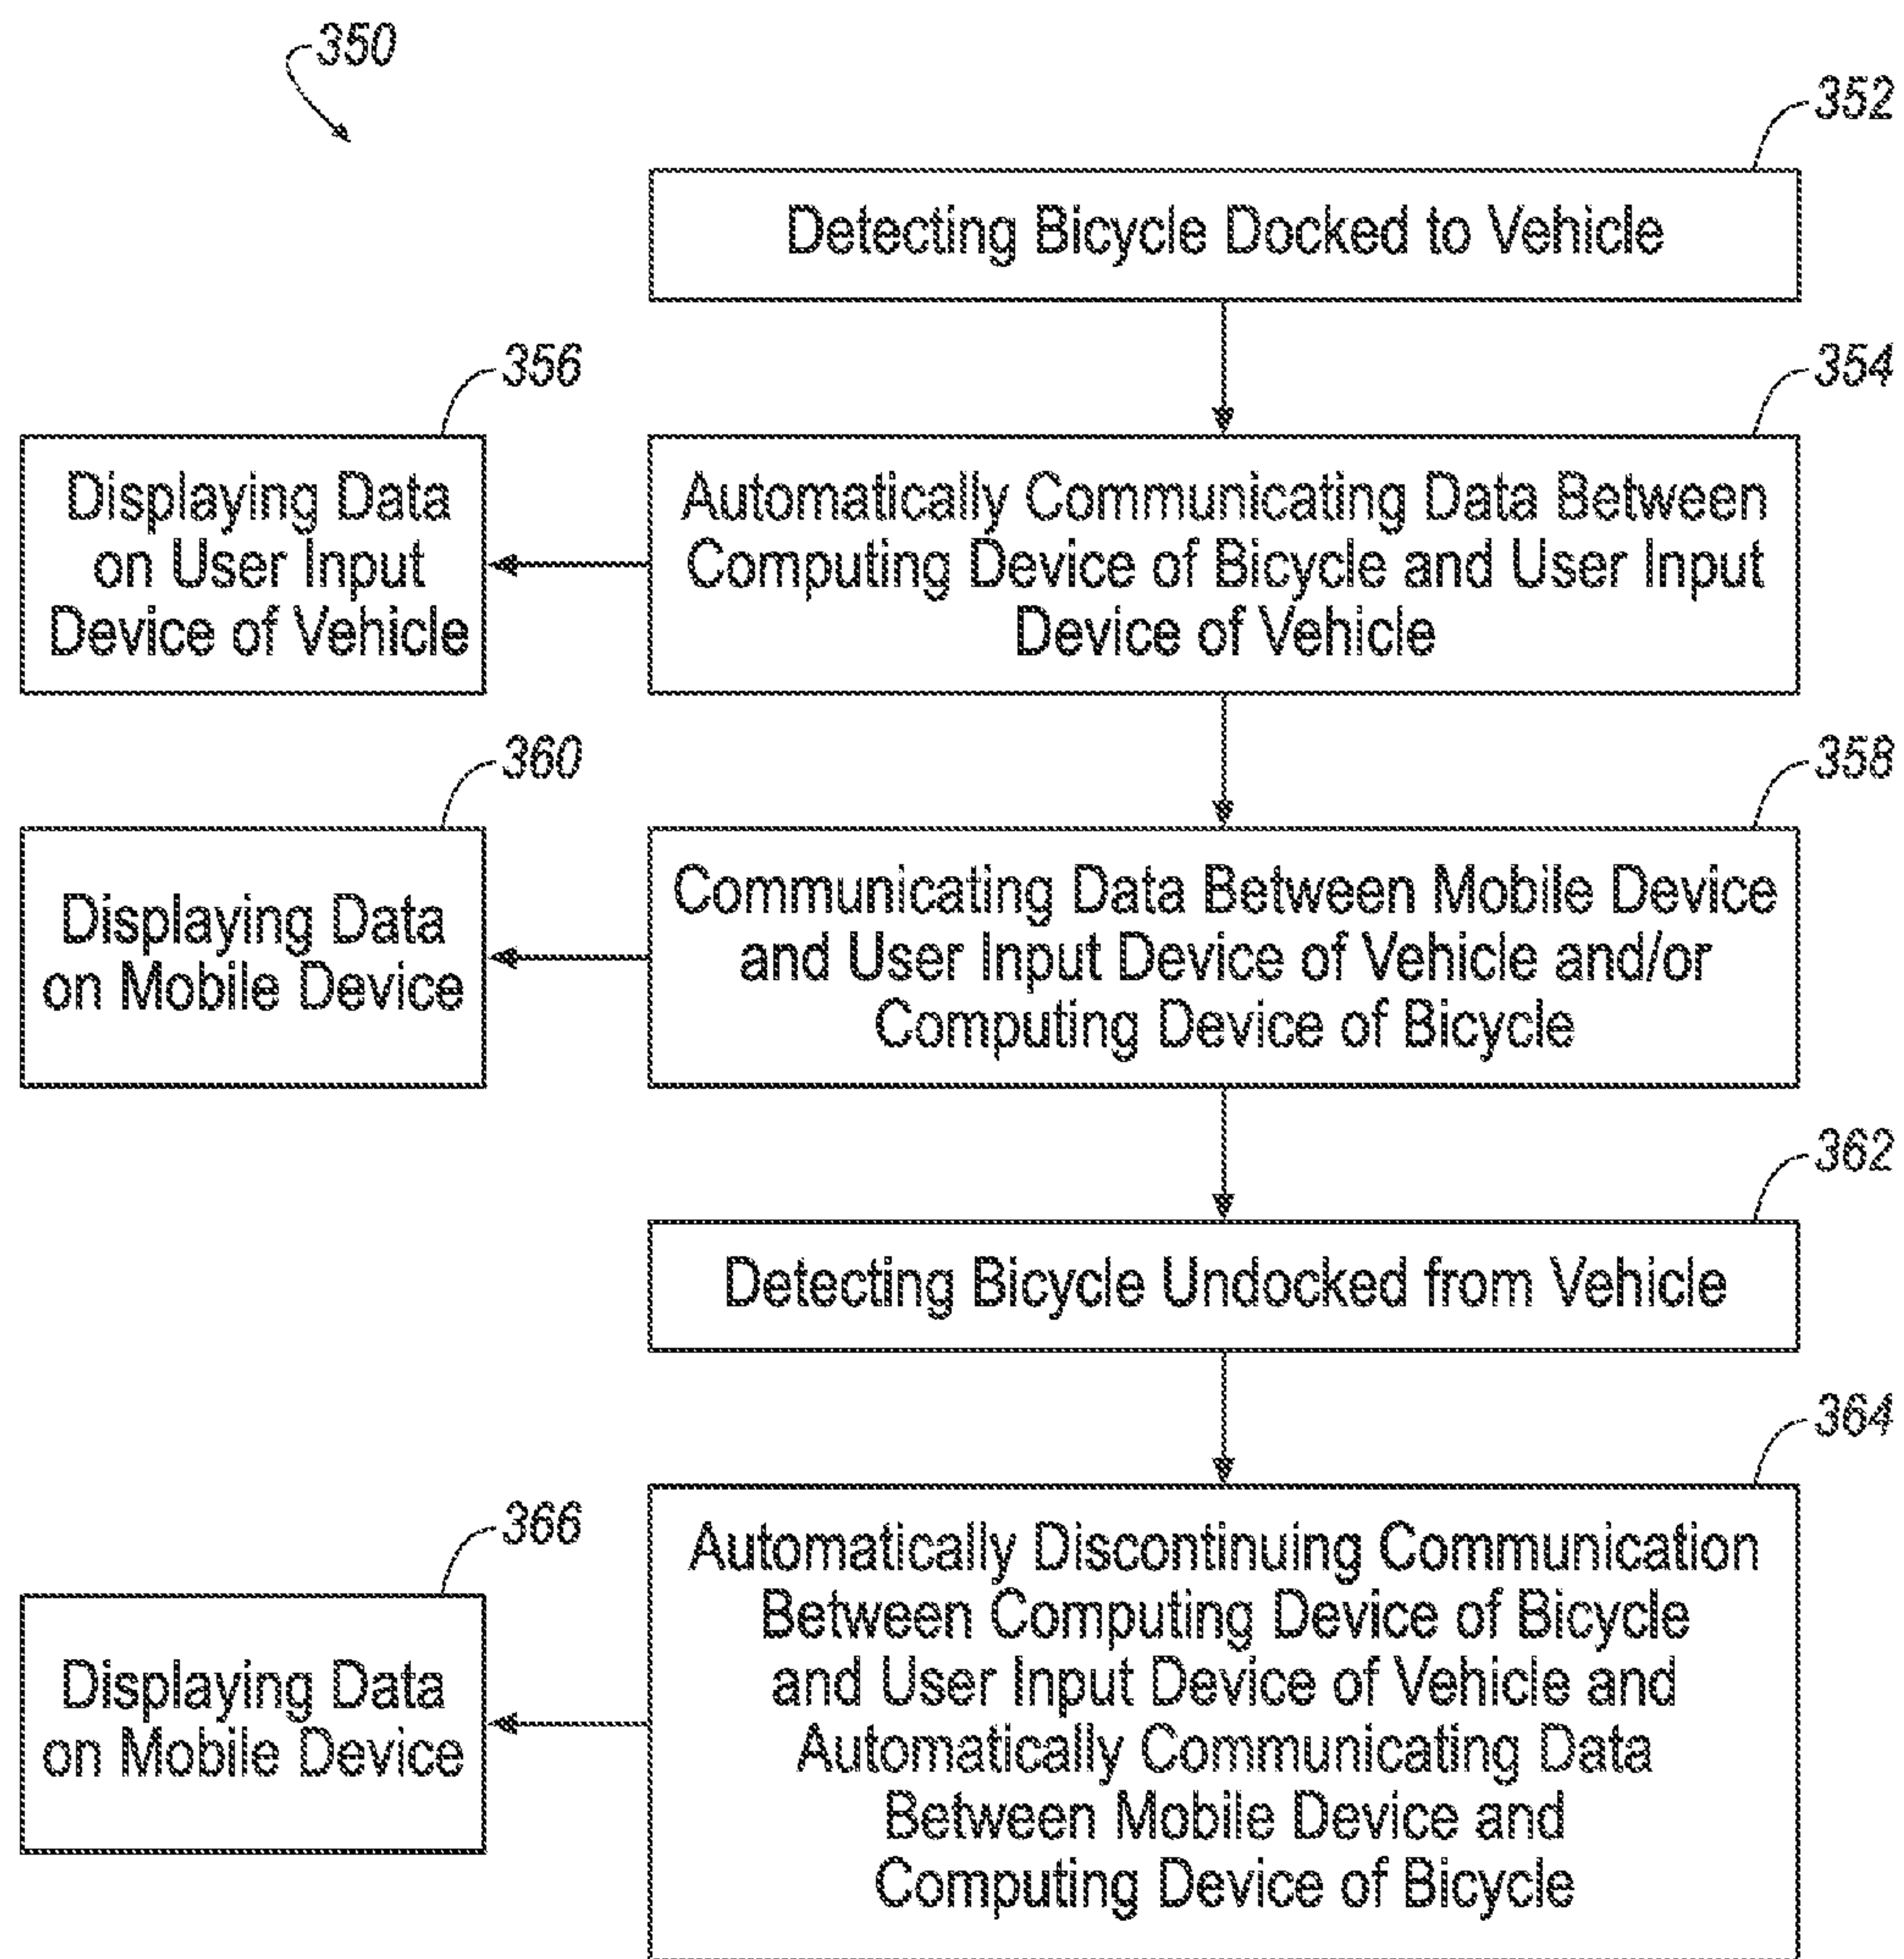 350
352
Detecting Bicycle Docked to Vehicle
356
354
Displaying Data
on User Input
Device of Vehicle
Automatically Communicating Data Between
Computing Device of Bicycle and User Input
Device of Vehicle
360
358
Displaying Data
on Mobile Device
Communicating Data Between Mobile Device
and User Input Device of Vehicle and/or
Computing Device of Bicycle
362
Detecting Bicycle Undocked from Vehicle
364
366
Displaying Data
on Mobile Device
Automatically Discontinuing Communication
Between Computing Device of Bicycle
and User Input Device of Vehicle and
Automatically Communicating Data
Between Mobile Device and
Computing Device of Bicycle